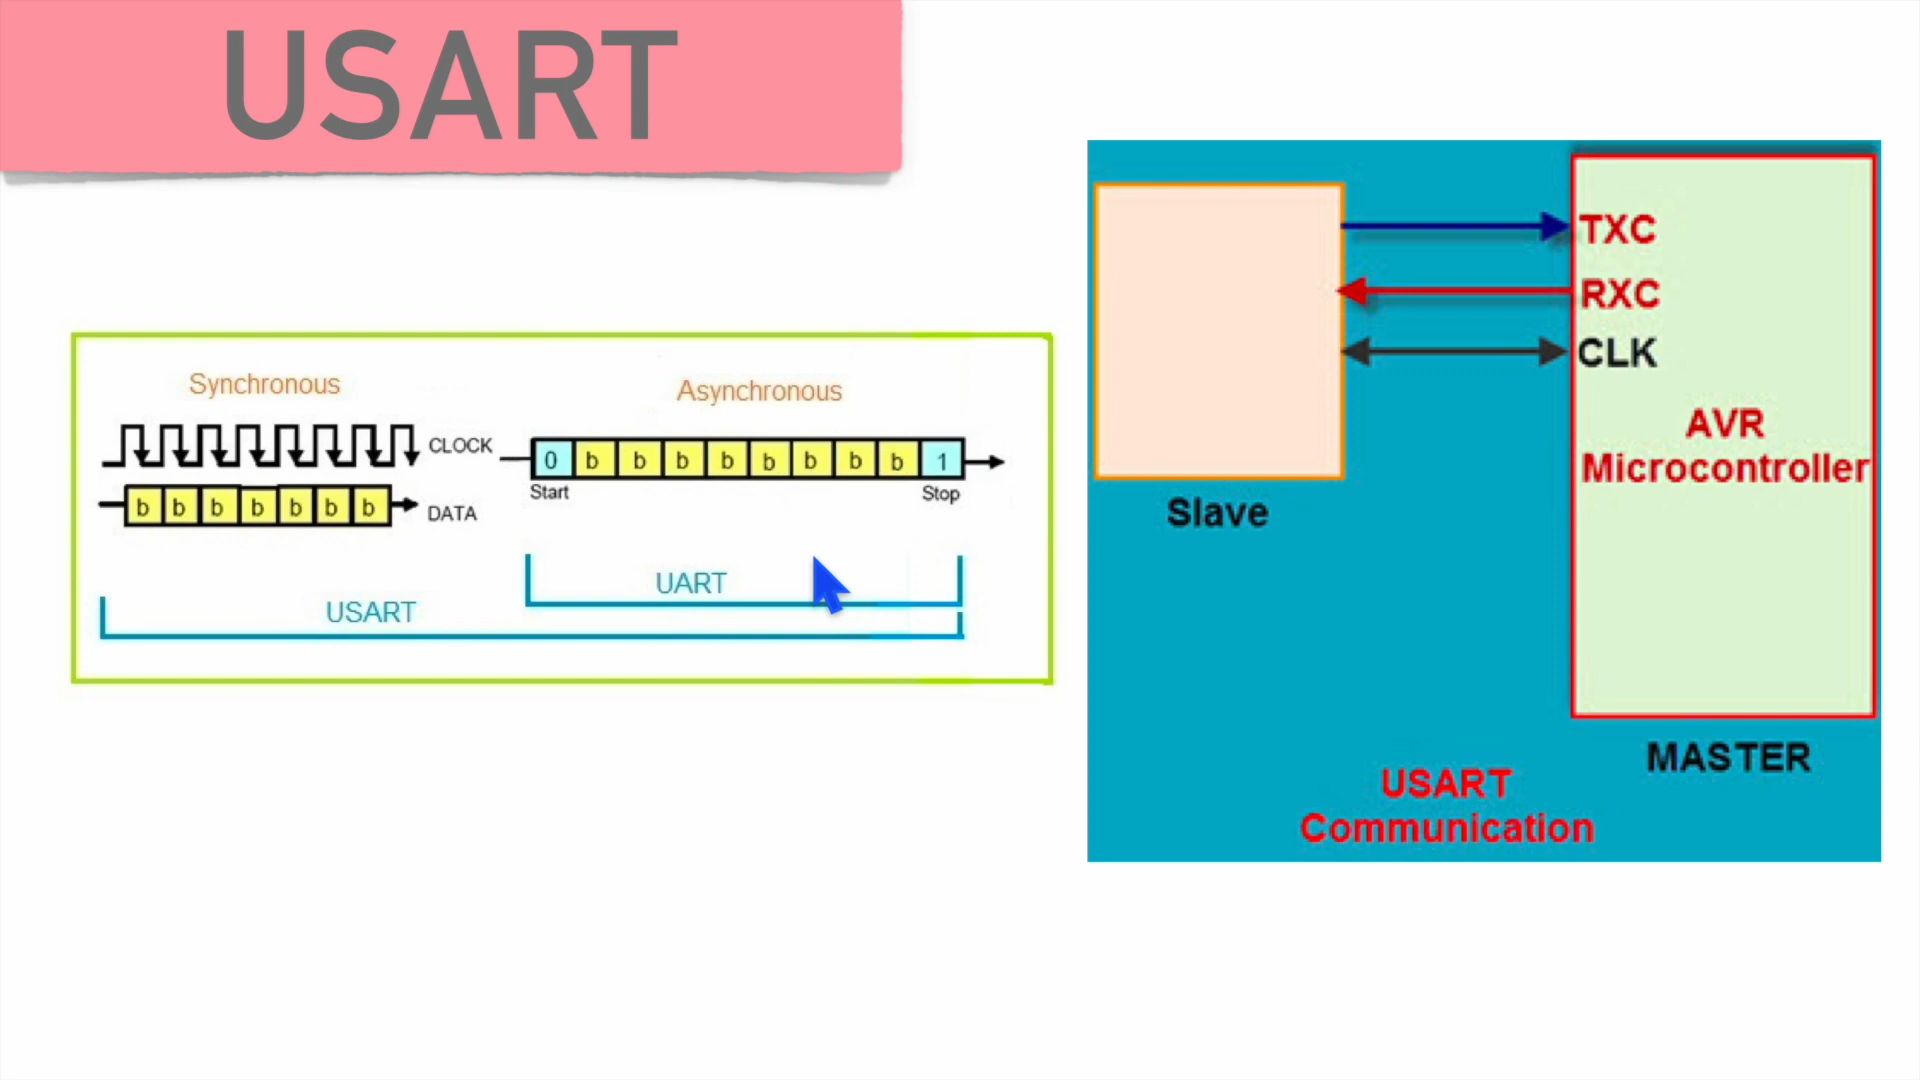 USART
Synchronous
CLOCK
b b b b b b b
DATA
Asynchronous
0 b b b b b b b b 1
Start
Stop
UART
USART
TXC
RXC
CLK
AVR
Microcontroller
Slave
MASTER
USART
Communication